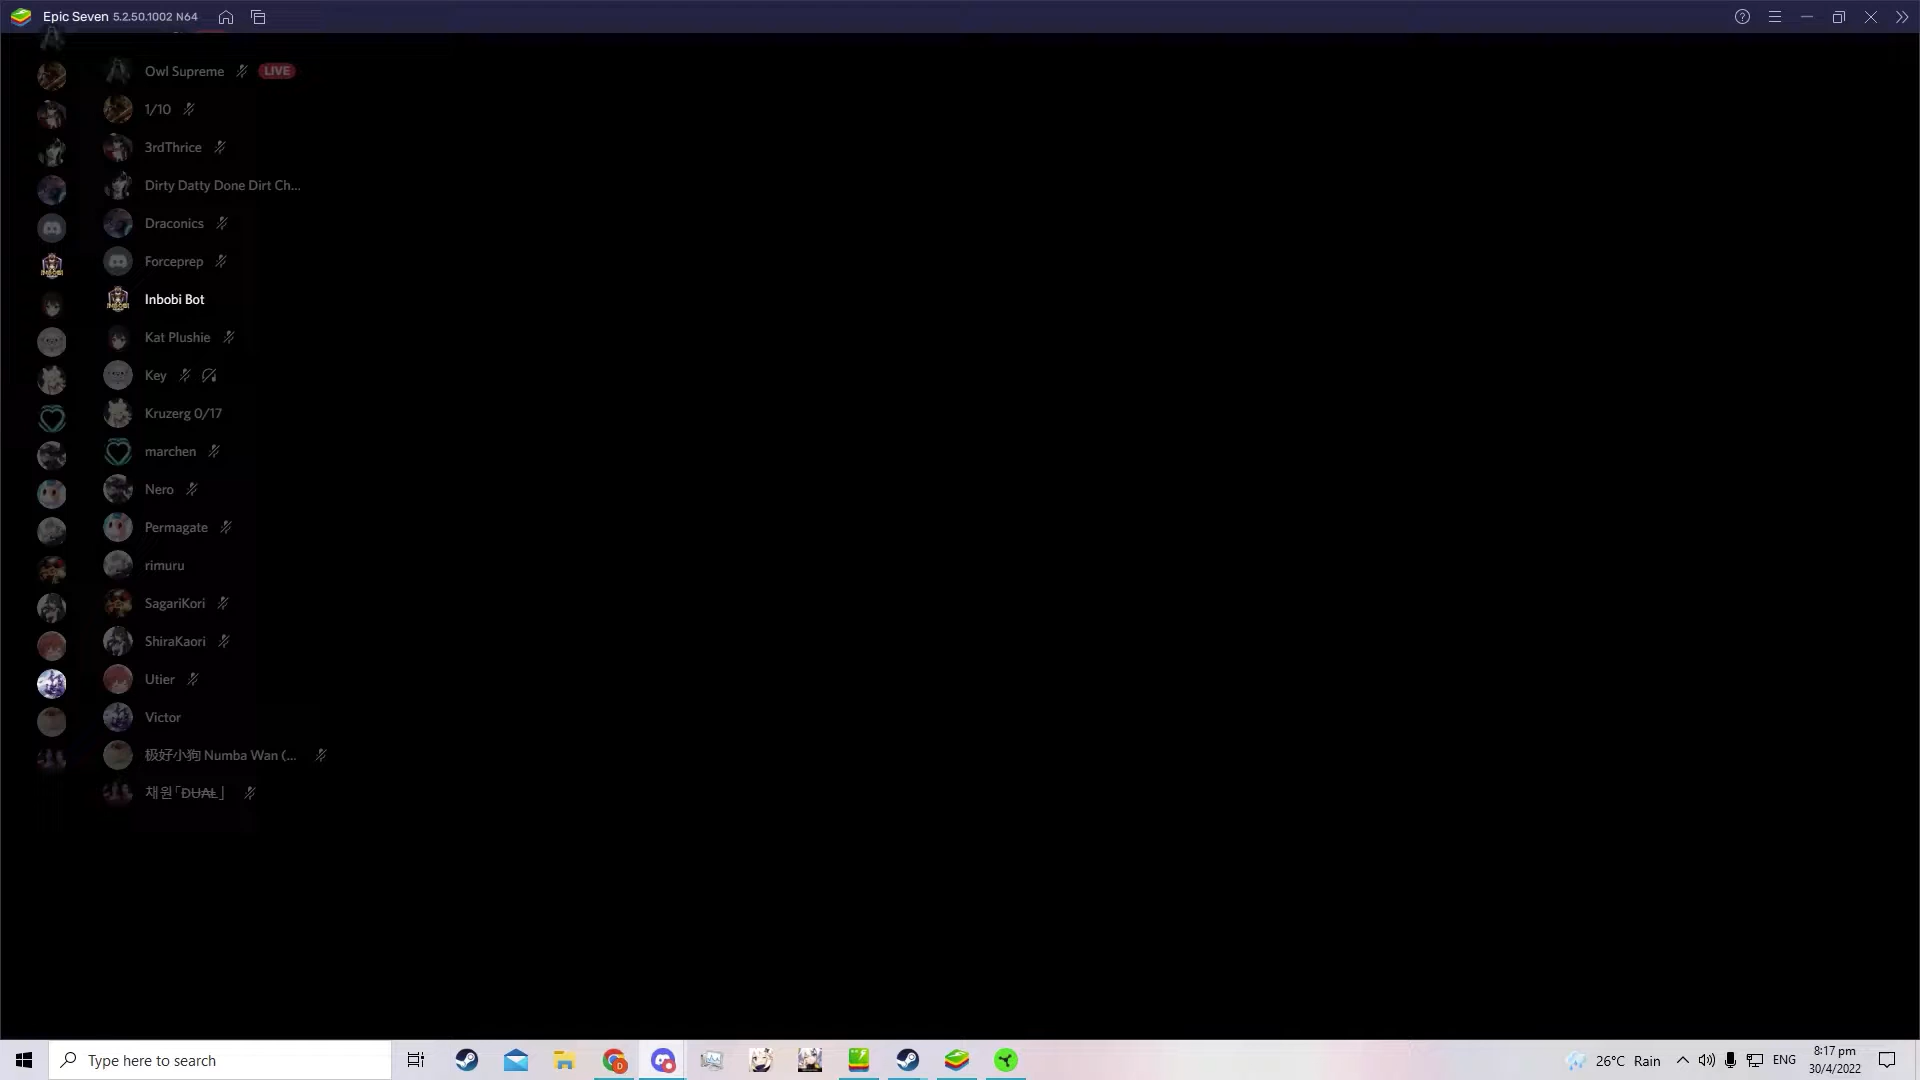 Epic Seven 5.2.50.1002 N64
Owl Supreme LIVE
1/10
3rdThrice
Dirty Datty Done Dirt Ch...
Draconics
Forceprep
Inbobi Bot
Kat Plushie
Key
Kruzerg 0/17
marchen
Nero
Permagate
rimuru
SagariKori
ShiraKaori
Utier
Victor
极好小狗 Numba Wan (...
채원「DUAL」
Type here to search
26°C Rain
ENG
8:17 pm
30/4/2022